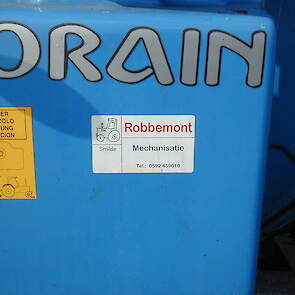 ORAIN
Robbemont
Mechanisatie
Smilde
Tel.: 0592 459010